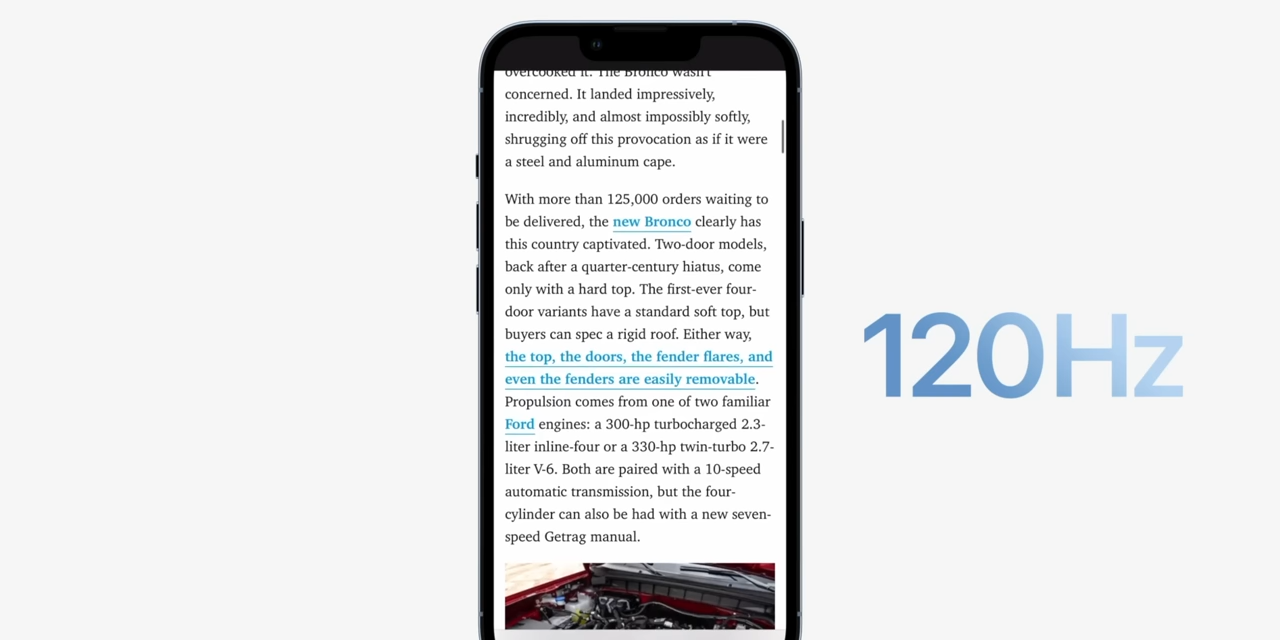 overcooked it. The Bronco wasn't
concerned. It landed impressively,
incredibly, and almost impossibly softly,
shrugging off this provocation as if it were
a steel and aluminum cape.
With more than 125,000 orders waiting to
be delivered, the new Bronco clearly has
this country captivated. Two-door models,
back after a quarter-century hiatus, come
only with a hard top. The first-ever four-
door variants have a standard soft top, but
buyers can spec a rigid roof. Either way,
the top, the doors, the fender flares, and
even the fenders are easily removable.
Propulsion comes from one of two familiar
Ford engines: a 300-hp turbocharged 2.3-
liter inline-four or a 330-hp twin-turbo 2.7-
liter V-6. Both are paired with a 10-speed
automatic transmission, but the four-
cylinder can also be had with a new seven-
speed Getrag manual.
120Hz